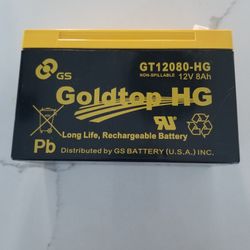 GS
GT12080-HG
NON-SPILLABLE 12V 8Ah
Goldtop HG
Long Life, Rechargeable Battery
Pb
Distributed by GS BATTERY (U.S.A.) INC.